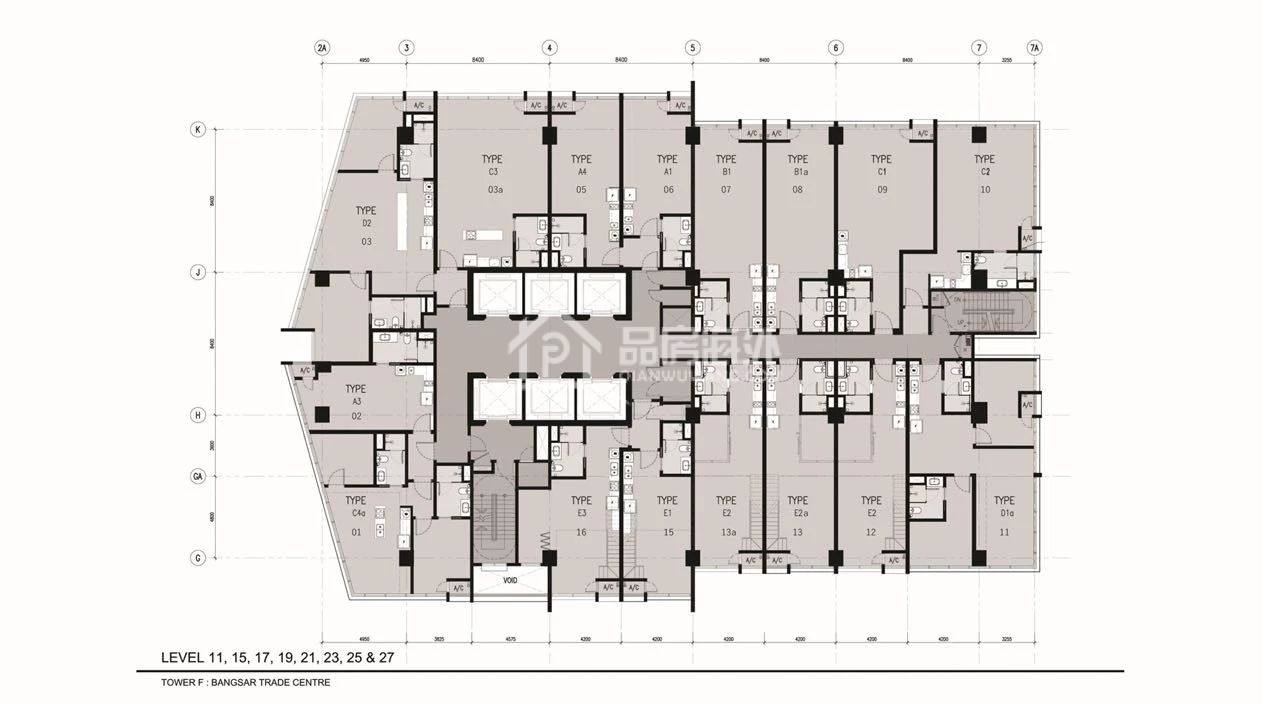 2A 3 4 5 6 7 7A
4950 8400 8400 8400 8400 3255
K
J
H
GA
G
8400
8400
3600
4800
A/C A/C A/C A/C A/C A/C A/C
TYPE
C3
03a
TYPE
A4
05
TYPE
A1
06
TYPE
B1
07
TYPE
B1a
08
TYPE
C1
09
TYPE
C2
10
A/C
TYPE
D2
03
DN
UP
品房海外
PIANWU
A/C
TYPE
A3
02
A/C
TYPE
C4a
01
TYPE
E3
16
TYPE
E1
15
TYPE
E2
13a
TYPE
E2a
13
TYPE
E2
12
TYPE
D1a
11
VOID
A/C A/C A/C A/C A/C A/C
4950 3825 4575 4200 4200 4200 4200 4200 3255
LEVEL 11, 15, 17, 19, 21, 23, 25 & 27
TOWER F : BANGSAR TRADE CENTRE